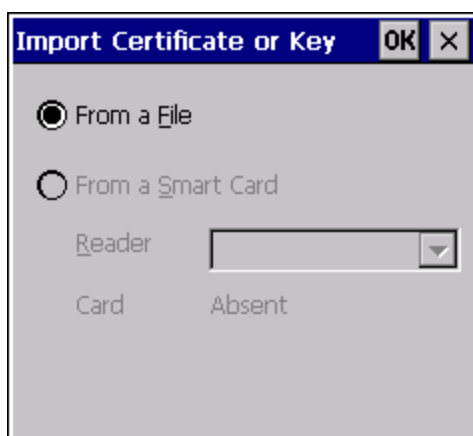 Import Certificate or Key OK ×
From a File
From a Smart Card
Reader
Card Absent